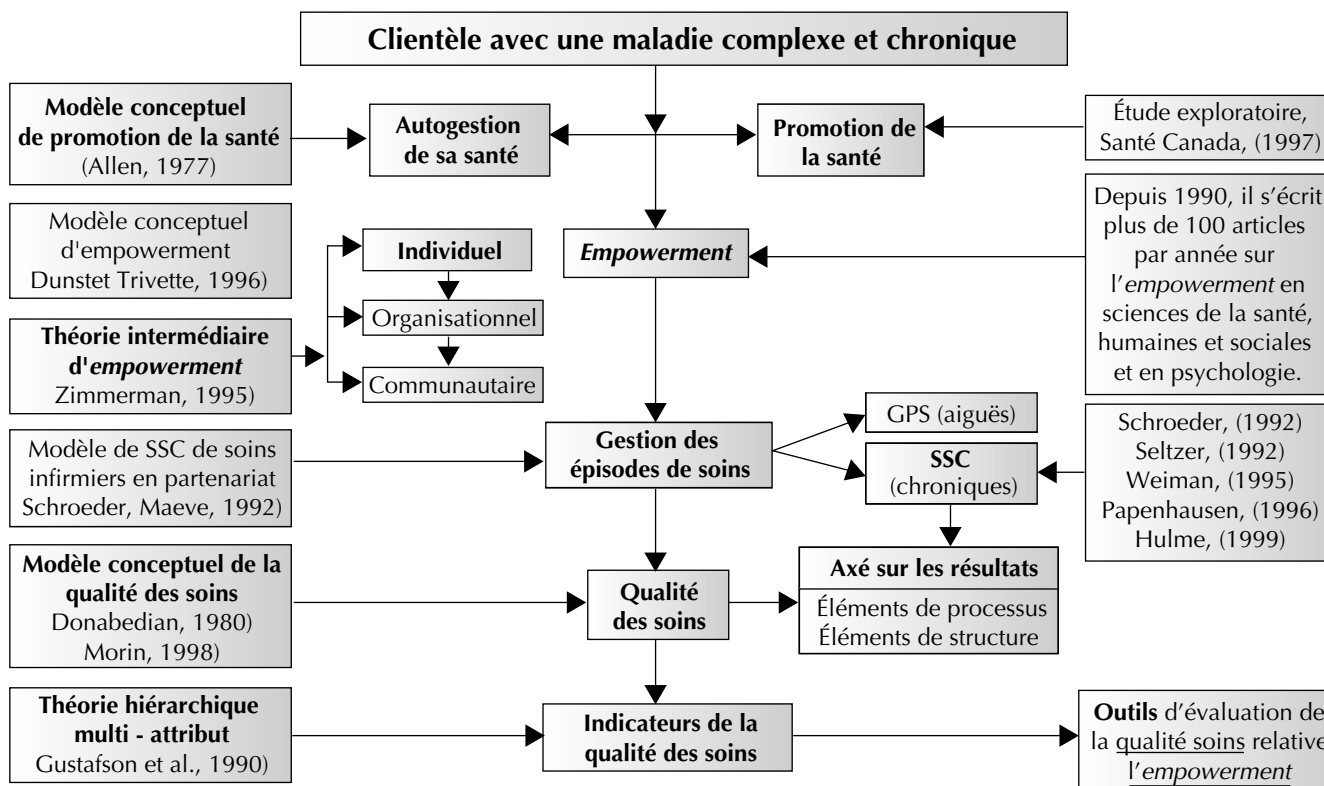 Clientèle avec une maladie complexe et chronique
Modèle conceptuel
de promotion de la santé
(Allen, 1977)
Autogestion
de sa santé
Promotion de
la santé
Étude exploratoire,
Santé Canada, (1997)
Modèle conceptuel
d'empowerment
Dunstet Trivette, 1996)
Individuel
Organisationnel
Communautaire
Empowerment
Depuis 1990, il s’écrit
plus de 100 articles
par année sur
l’empowerment en
sciences de la santé,
humaines et sociales
et en psychologie.
Théorie intermédiaire
d'empowerment
Zimmerman, 1995)
Modèle de SSC de soins
infirmiers en partenariat
Schroeder, Maeve, 1992)
Gestion des
épisodes de soins
GPS (aiguës)
SSC
(chroniques)
Schroeder, (1992)
Seltzer, (1992)
Weiman, (1995)
Papenhausen, (1996)
Hulme, (1999)
Modèle conceptuel de la
qualité des soins
Donabedian, 1980)
Morin, 1998)
Qualité
des soins
Axé sur les résultats
Éléments de processus
Éléments de structure
Théorie hiérarchique
multi - attribut
Gustafson et al., 1990)
Indicateurs de la
qualité des soins
Outils d’évaluation de
la qualité soins relative
l’empowerment